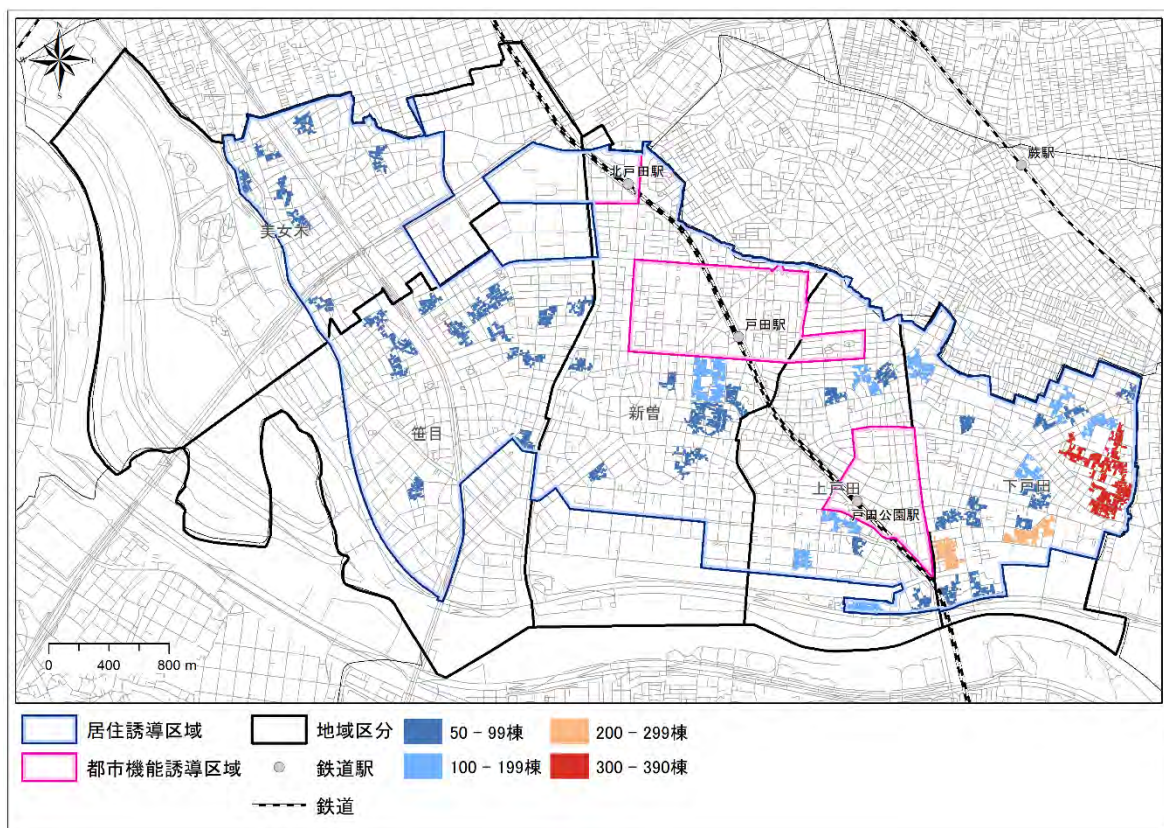 N
W
E
S
蕨駅
北戸田駅
美女木
戸田駅
新曽
笹目
上戸田
下戸田
戸田公園駅
0 400 800 m
居住誘導区域
地域区分
50 - 99棟
200 - 299棟
都市機能誘導区域
鉄道駅
100 - 199棟
300 - 390棟
鉄道